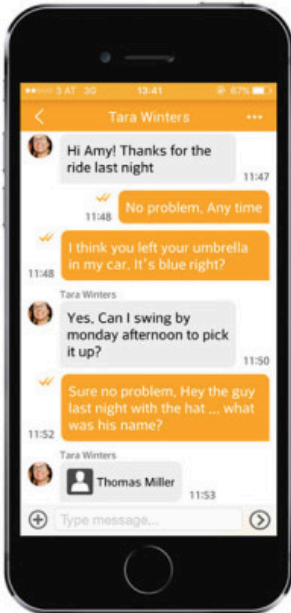 3 AT 3G 13:41 67%
Tara Winters
Hi Amy! Thanks for the
ride last night
11:47
No problem, Any time
11:48
I think you left your umbrella
in my car, It's blue right?
11:48
Tara Winters
Yes, Can I swing by
monday afternoon to pick
it up?
11:50
Sure no problem, Hey the guy
last night with the hat ... what
was his name?
11:52
Tara Winters
Thomas Miller
11:53
Type message...